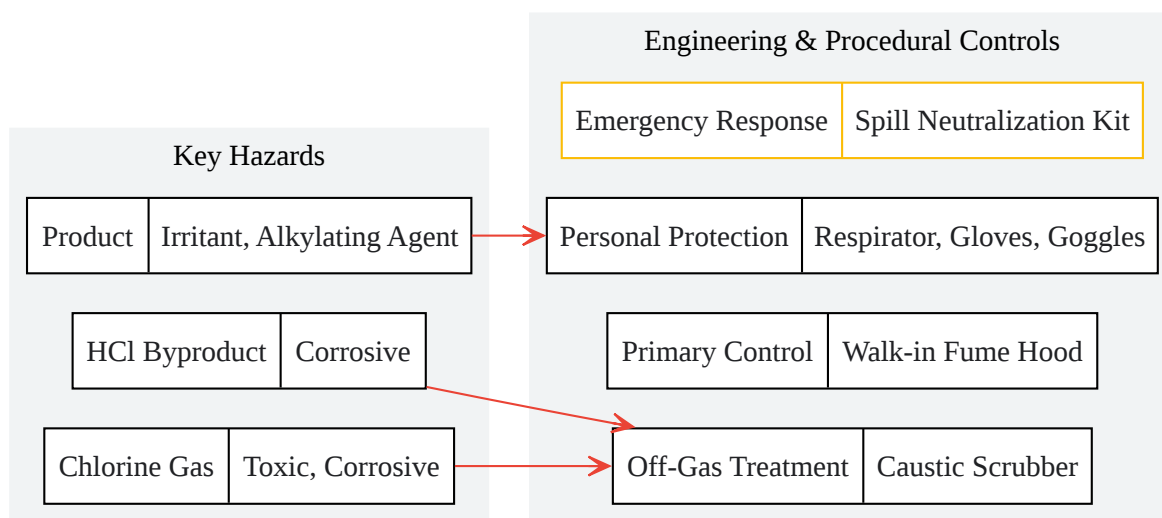 Key Hazards
Product
Irritant, Alkylating Agent
HCl Byproduct
Corrosive
Chlorine Gas
Toxic, Corrosive
Engineering & Procedural Controls
Emergency Response
Spill Neutralization Kit
Personal Protection
Respirator, Gloves, Goggles
Primary Control
Walk-in Fume Hood
Off-Gas Treatment
Caustic Scrubber